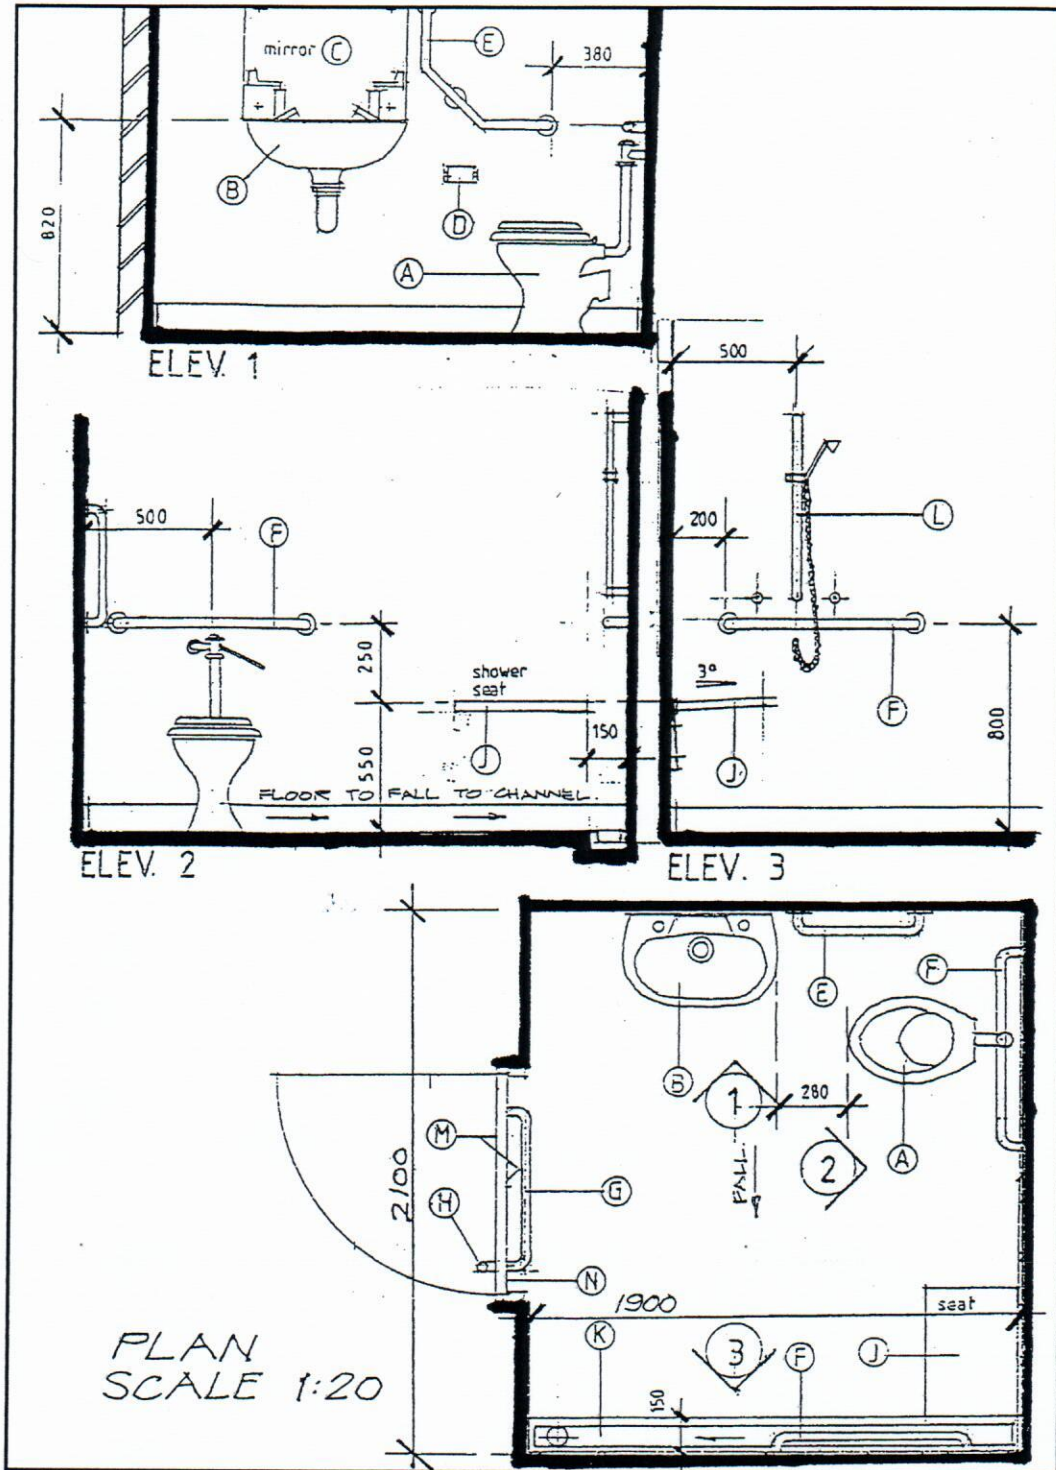 mirror C
E
380
B
820
D
A
ELEV. 1
500
500
F
200
L
250
shower
seat
3°
F
150
J
J
550
800
FLOOR TO FALL TO CHANNEL.
ELEV. 2
ELEV. 3
E
F
B
1
280
M
2
A
FALL
2100
G
H
N
1900
seat
K
3
F
J
150
PLAN
SCALE 1:20